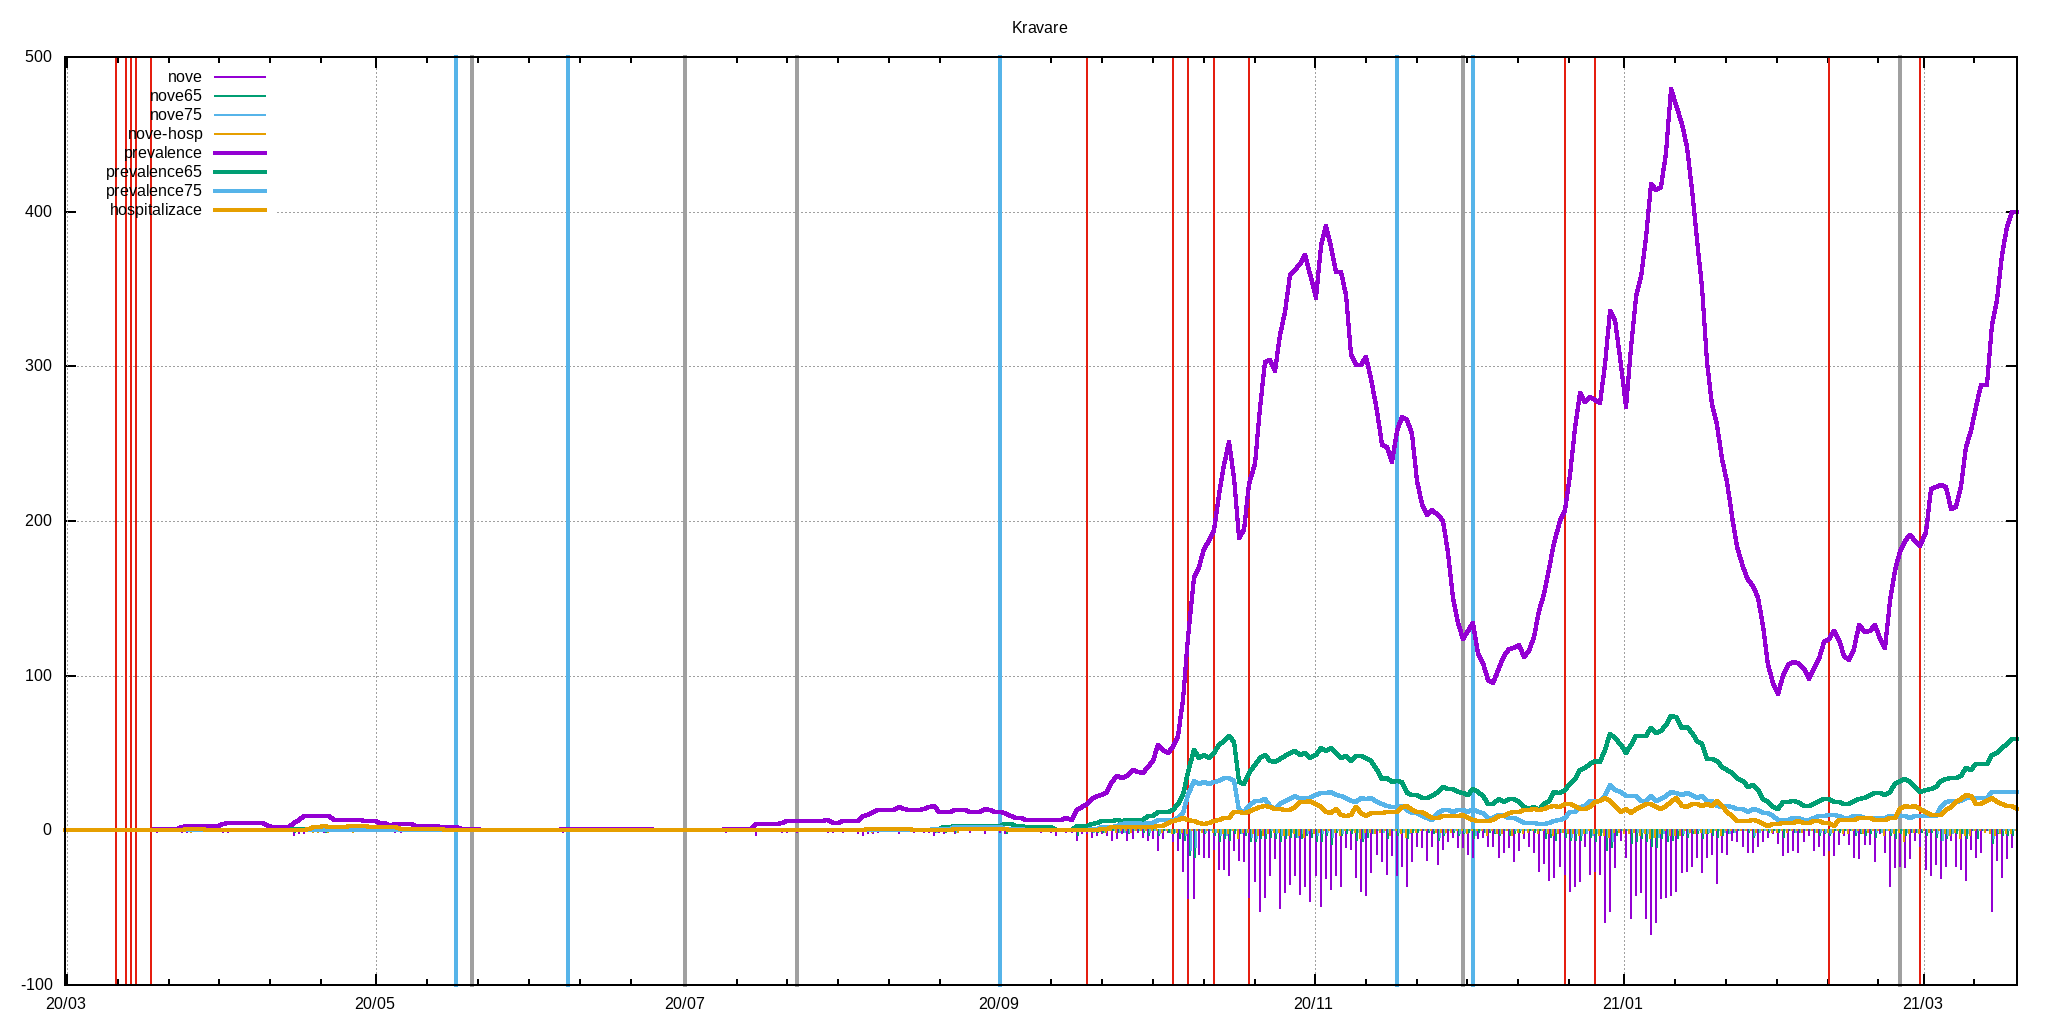 Kravare
500
400
300
200
100
0
-100
nove
nove65
nove75
nove-hosp
prevalence
prevalence65
prevalence75
hospitalizace
20/03
20/05
20/07
20/09
20/11
21/01
21/03